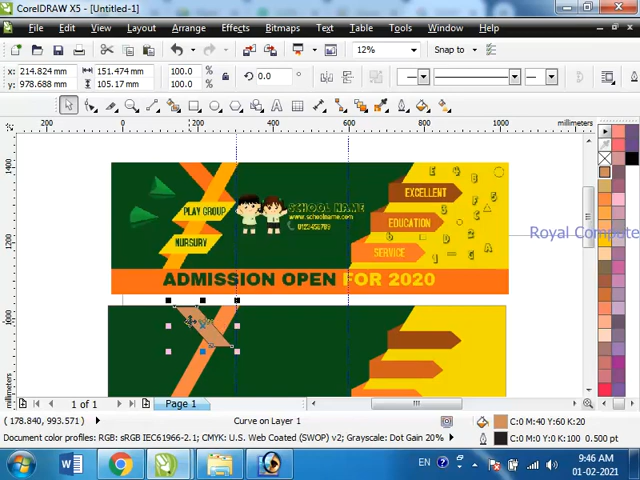 CorelDRAW X5 - [Untitled-1]
File Edit View Layout Arrange Effects Bitmaps Text Table Tools Window Help
12% Snap to
x: 214.824 mm 151.474 mm 100.0 %
y: 978.688 mm 105.17 mm 100.0 % 0.0
200 0 200 400 600 800 1000 millimeters
1400
1200
1000
millimeters
PLAY GROUP
NURSURY
SCHOOL NAME
www.schoolname.com
0123456789
EXCELLENT
EDUCATION
SERVICE
ADMISSION OPEN FOR 2020
Royal Compute
1 of 1 Page 1
( 178.840, 993.571 ) Curve on Layer 1 C:0 M:40 Y:60 K:20
Document color profiles: RGB: sRGB IEC61966-2.1; CMYK: U.S. Web Coated (SWOP) v2; Grayscale: Dot Gain 20% C:0 M:0 Y:0 K:100 0.500 pt
EN 9:46 AM
01-02-2021